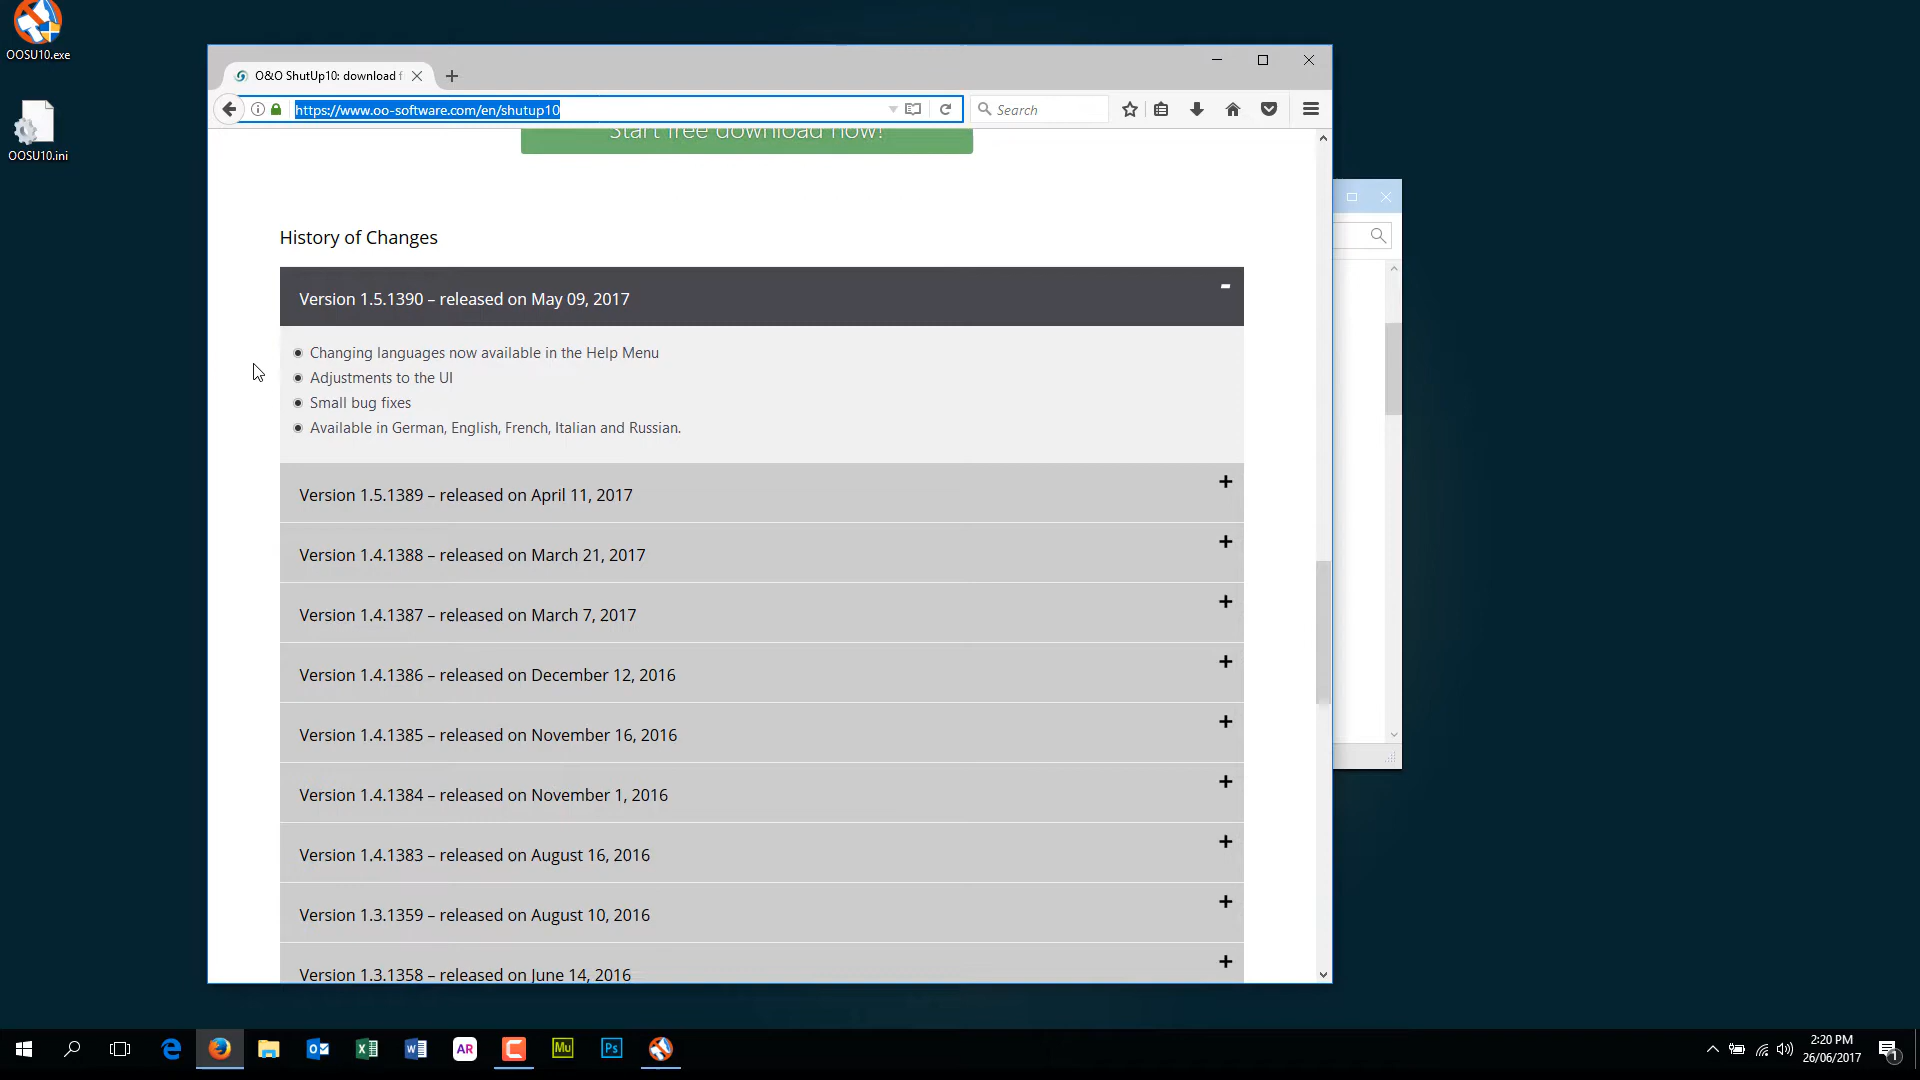 OOSU10.exe
OOSU10.ini
O&O ShutUp10: download f
https://www.oo-software.com/en/shutup10
Search
Start free download now!
History of Changes
Version 1.5.1390 – released on May 09, 2017
Changing languages now available in the Help Menu
Adjustments to the UI
Small bug fixes
Available in German, English, French, Italian and Russian.
Version 1.5.1389 – released on April 11, 2017
Version 1.4.1388 – released on March 21, 2017
Version 1.4.1387 – released on March 7, 2017
Version 1.4.1386 – released on December 12, 2016
Version 1.4.1385 – released on November 16, 2016
Version 1.4.1384 – released on November 1, 2016
Version 1.4.1383 – released on August 16, 2016
Version 1.3.1359 – released on August 10, 2016
Version 1.3.1358 – released on June 14, 2016
AR
Mu
Ps
2:20 PM
26/06/2017
1